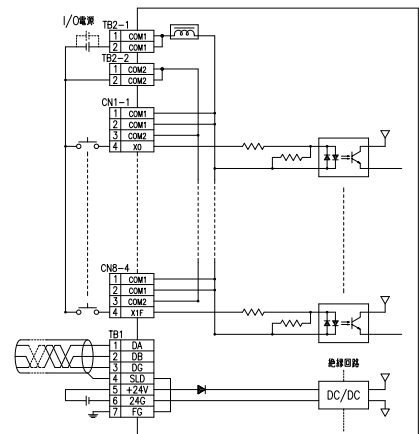 I/O電源
TB2-1
1 COM1
2 COM1
TB2-2
1 COM2
2 COM2
CN1-1
1 COM1
2 COM1
3 COM2
4 X0
CN8-4
1 COM1
2 COM1
3 COM2
4 X1F
TB1
1 DA
2 DB
3 DG
4 SLD
5 +24V
6 24G
7 FG
絶縁回路
DC/DC